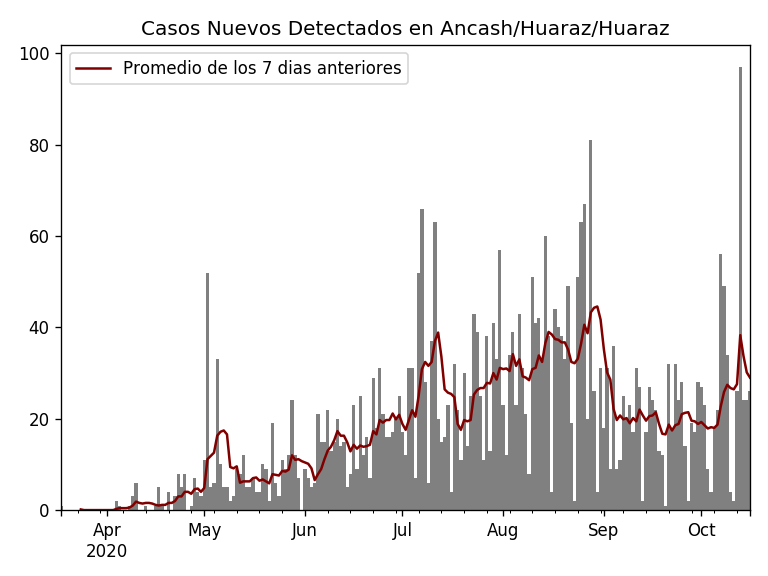 Casos Nuevos Detectados en Ancash/Huaraz/Huaraz
Promedio de los 7 dias anteriores
100
80
60
40
20
0
Apr May Jun Jul Aug Sep Oct
2020